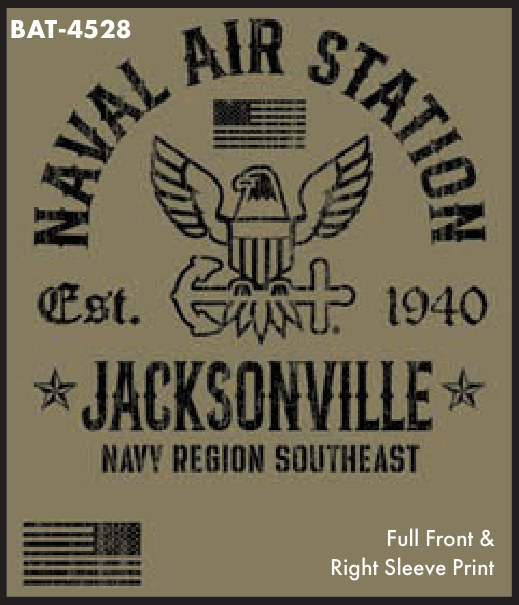 BAT-4528
NAVAL AIR STATION
Est. 1940
JACKSONVILLE
NAVY REGION SOUTHEAST
Full Front &
Right Sleeve Print